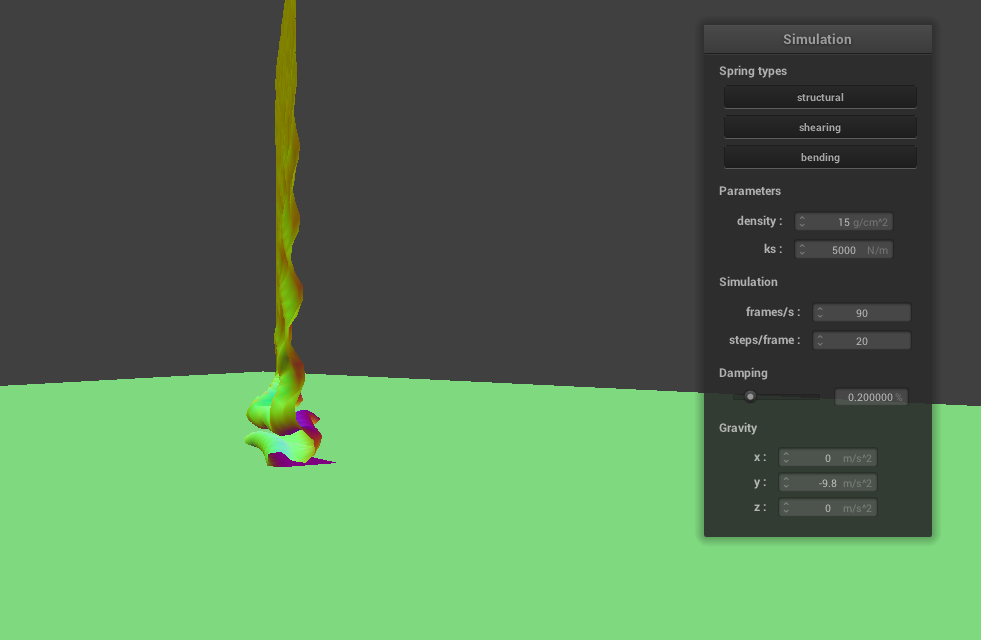 Simulation
Spring types
structural
shearing
bending
Parameters
density : 15 g/cm^2
ks : 5000 N/m
Simulation
frames/s : 90
steps/frame : 20
Damping
0.200000 %
Gravity
x : 0 m/s^2
y : -9.8 m/s^2
z : 0 m/s^2